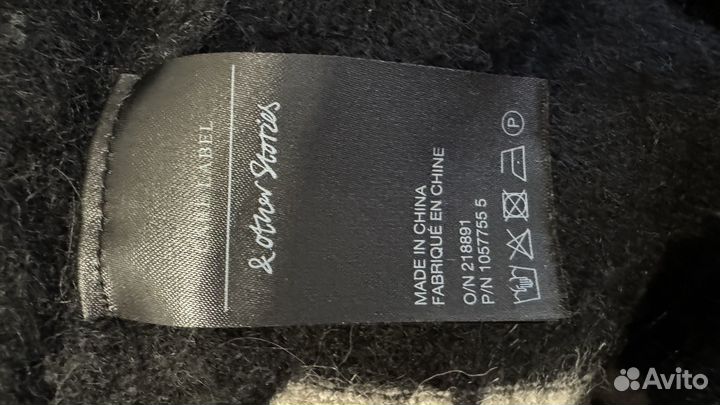 LABEL
& Other Stories
MADE IN CHINA
FABRIQUÉ EN CHINE
O/N 218891
P/N 1057755 5
P
Avito